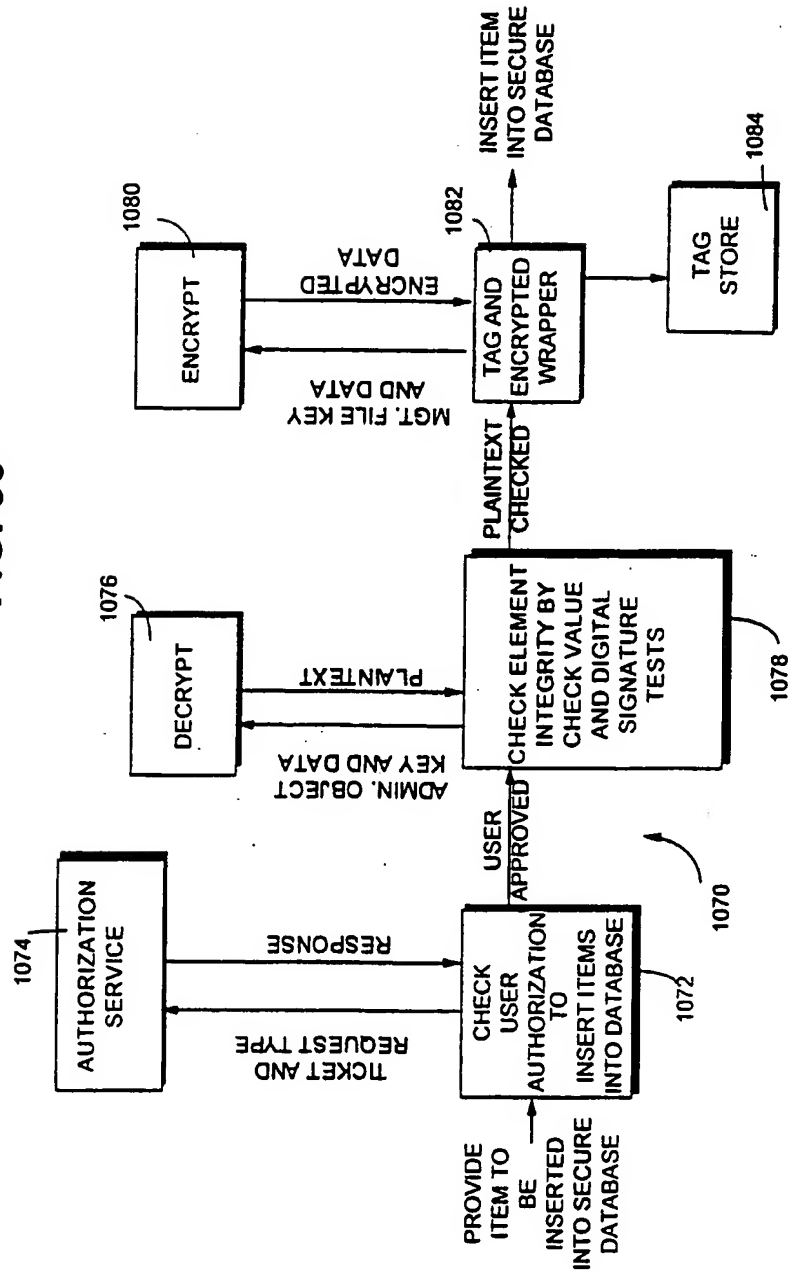 1074
AUTHORIZATION
SERVICE
TICKET AND
REQUEST TYPE
RESPONSE
PROVIDE
ITEM TO
BE
INSERTED
INTO SECURE
DATABASE
CHECK
USER
AUTHORIZATION
TO
INSERT ITEMS
INTO DATABASE
1072
USER
APPROVED
1070
1076
DECRYPT
ADMIN. OBJECT
KEY AND DATA
PLAINTEXT
CHECK ELEMENT
INTEGRITY BY
CHECK VALUE
AND DIGITAL
SIGNATURE
TESTS
1078
PLAINTEXT
CHECKED
1080
ENCRYPT
MGT. FILE KEY
AND DATA
ENCRYPTED
DATA
1082
TAG AND
ENCRYPTED
WRAPPER
INSERT ITEM
INTO SECURE
DATABASE
TAG
STORE
1084